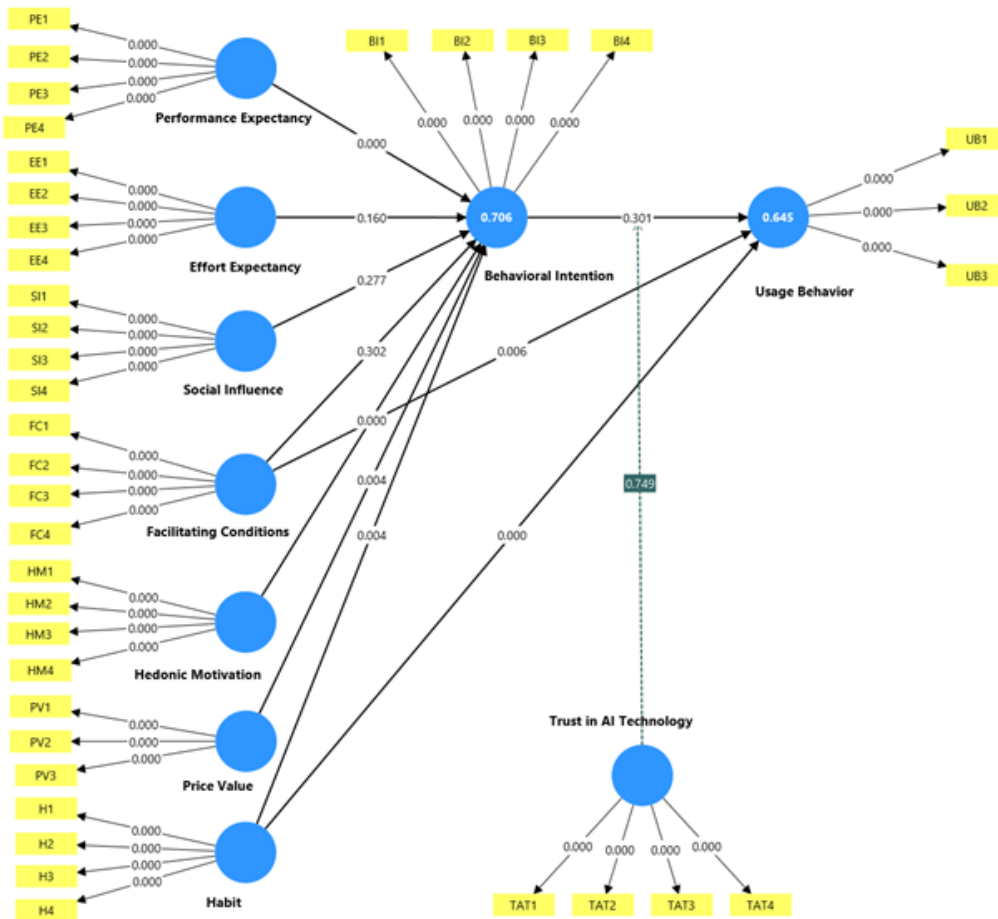 PE1
0.000
PE2
0.000
PE3
0.000
PE4
0.000
Performance Expectancy
0.000
BI1
BI2
BI3
BI4
0.000
0.000
0.000
0.000
EE1
0.000
EE2
0.000
EE3
0.000
EE4
0.000
Effort Expectancy
0.160
0.706
Behavioral Intention
0.301
0.645
Usage Behavior
0.000
UB1
0.000
UB2
0.000
UB3
SI1
0.000
SI2
0.000
SI3
0.000
SI4
0.000
Social Influence
0.277
FC1
0.000
FC2
0.000
FC3
0.000
FC4
0.000
Facilitating Conditions
0.302
0.006
HM1
0.000
HM2
0.000
HM3
0.000
HM4
0.000
Hedonic Motivation
0.000
PV1
0.000
PV2
0.000
PV3
0.000
Price Value
0.004
H1
0.000
H2
0.000
H3
0.000
H4
0.000
Habit
0.004
0.000
0.749
Trust in AI Technology
0.000
0.000
0.000
0.000
TAT1
TAT2
TAT3
TAT4